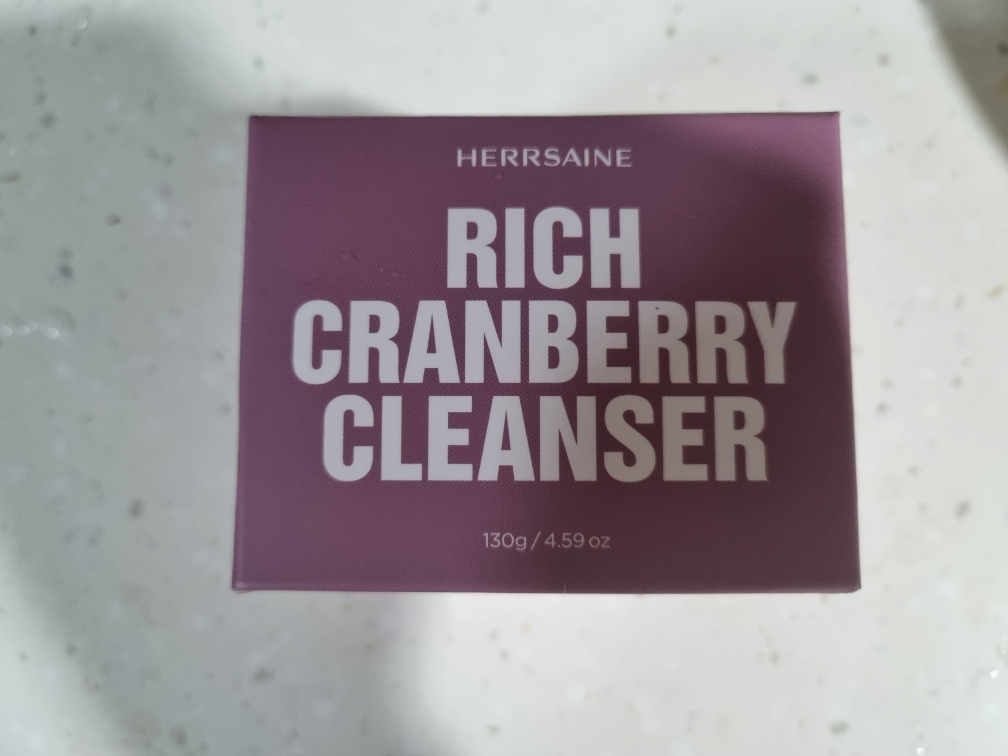 HERRSAINE
RICH
CRANBERRY
CLEANSER
130g / 4.59 oz